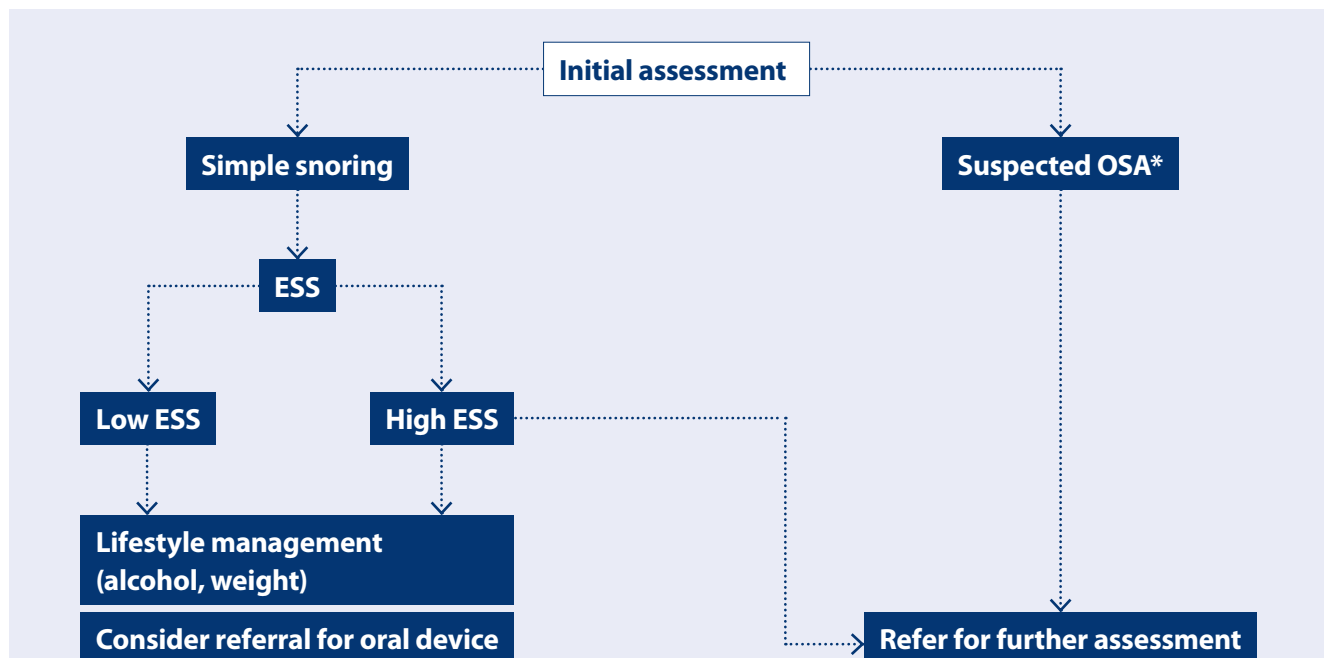 Initial assessment
Simple snoring
Suspected OSA*
ESS
Low ESS
High ESS
Lifestyle management
(alcohol, weight)
Consider referral for oral device
Refer for further assessment